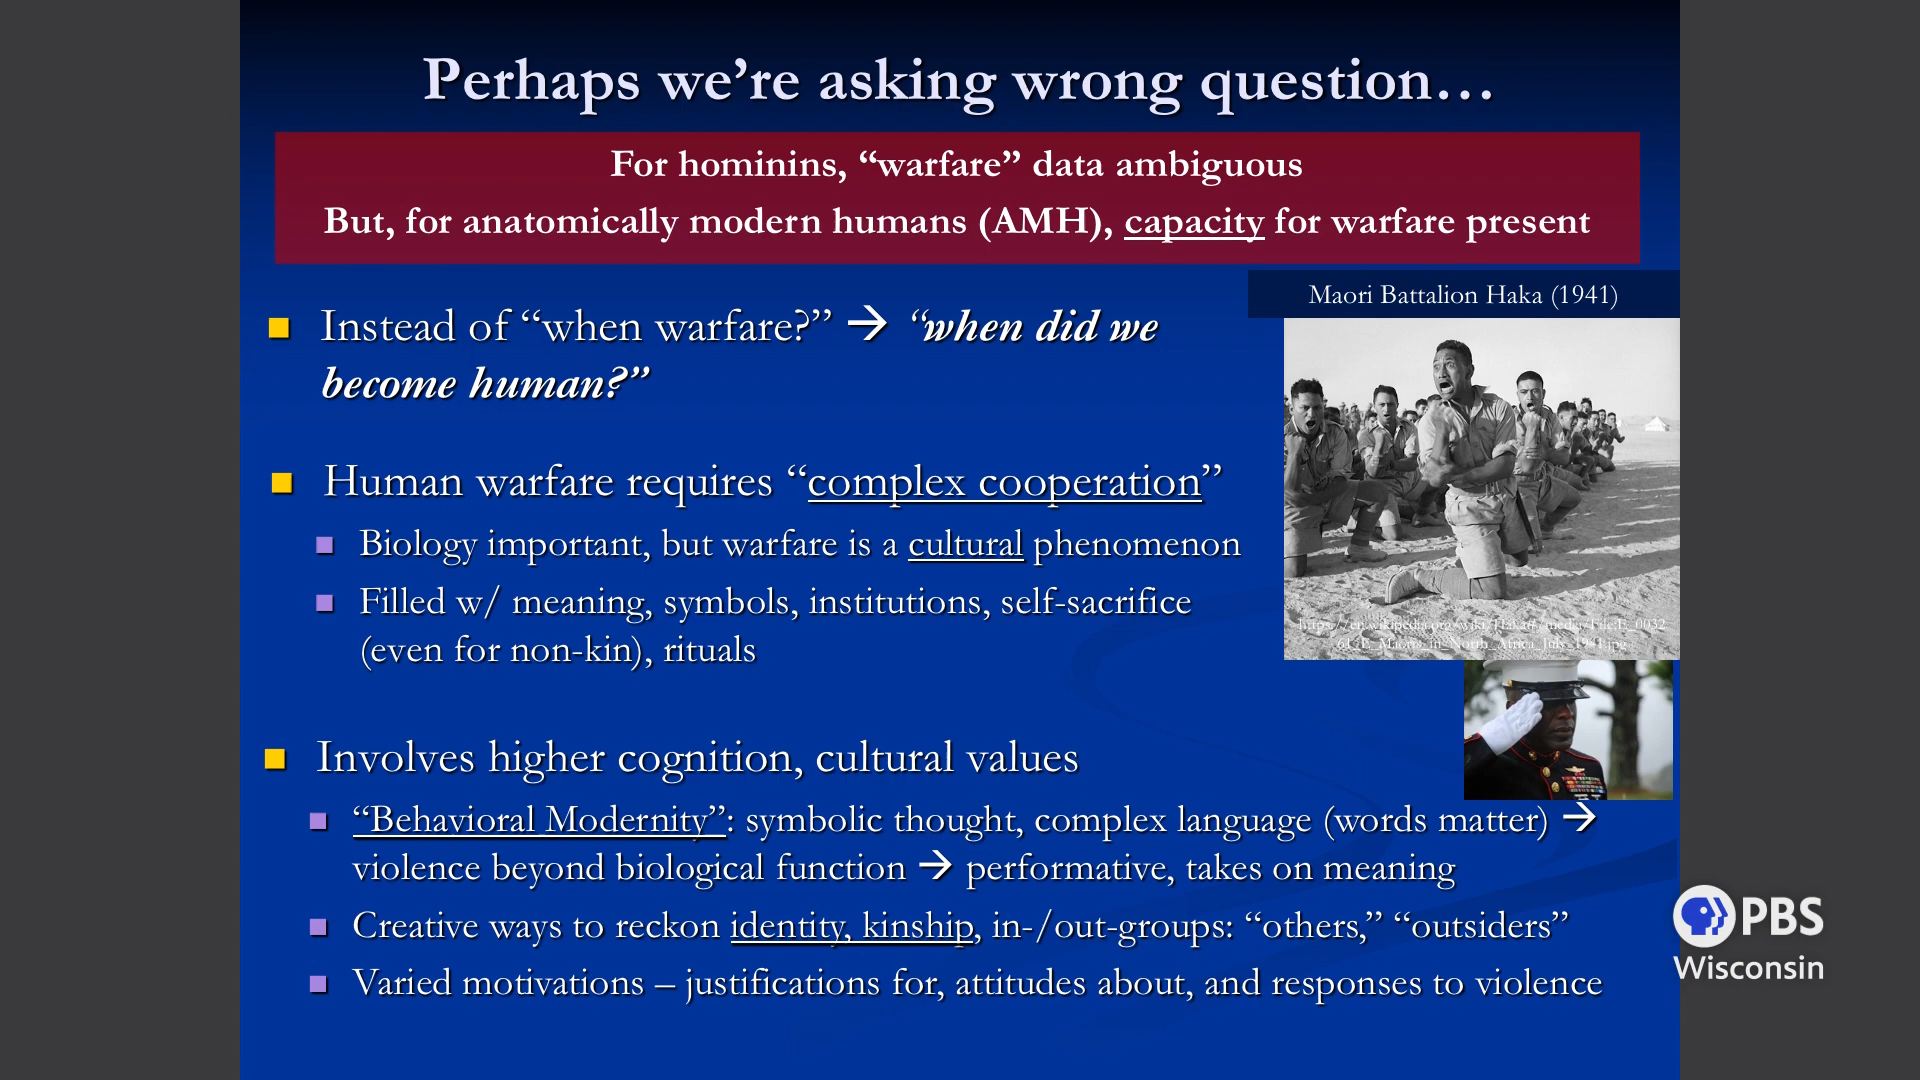 Perhaps we’re asking wrong question…
For hominins, “warfare” data ambiguous
But, for anatomically modern humans (AMH), capacity for warfare present
Maori Battalion Haka (1941)
Instead of “when warfare?” → “when did we
become human?”
Human warfare requires “complex cooperation”
Biology important, but warfare is a cultural phenomenon
Filled w/ meaning, symbols, institutions, self-sacrifice
(even for non-kin), rituals
Involves higher cognition, cultural values
“Behavioral Modernity”: symbolic thought, complex language (words matter) →
violence beyond biological function → performative, takes on meaning
Creative ways to reckon identity, kinship, in-/out-groups: “others,” “outsiders”
Varied motivations – justifications for, attitudes about, and responses to violence
PBS
Wisconsin